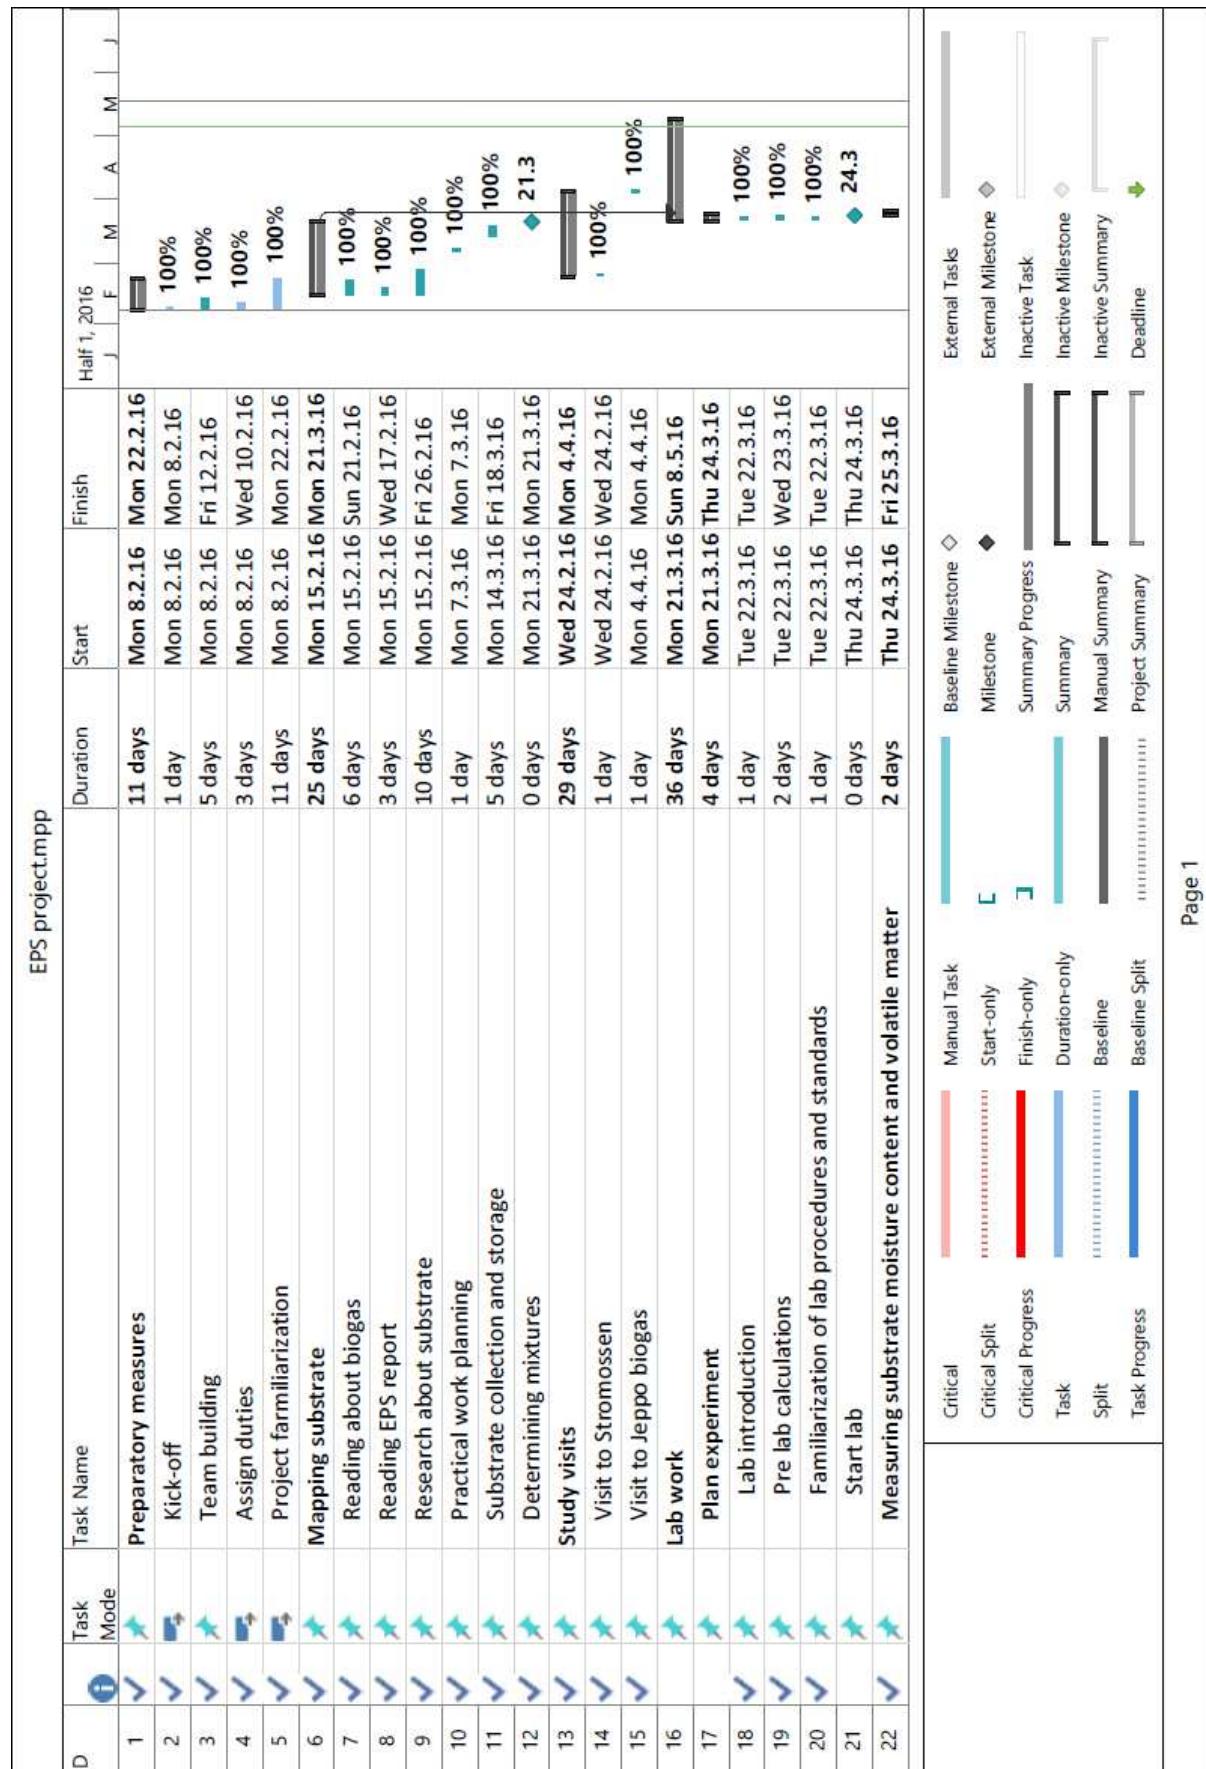 EPS project.mpp
D Task Mode Task Name Duration Start Finish Half 1, 2016
J F M A M J
1 Preparatory measures 11 days Mon 8.2.16 Mon 22.2.16
2 Kick-off 1 day Mon 8.2.16 Mon 8.2.16 100%
3 Team building 5 days Mon 8.2.16 Fri 12.2.16 100%
4 Assign duties 3 days Mon 8.2.16 Wed 10.2.16 100%
5 Project farmiliarization 11 days Mon 8.2.16 Mon 22.2.16 100%
6 Mapping substrate 25 days Mon 15.2.16 Mon 21.3.16
7 Reading about biogas 6 days Mon 15.2.16 Sun 21.2.16 100%
8 Reading EPS report 3 days Mon 15.2.16 Wed 17.2.16 100%
9 Research about substrate 10 days Mon 15.2.16 Fri 26.2.16 100%
10 Practical work planning 1 day Mon 7.3.16 Mon 7.3.16 100%
11 Substrate collection and storage 5 days Mon 14.3.16 Fri 18.3.16 100%
12 Determining mixtures 0 days Mon 21.3.16 Mon 21.3.16 21.3
13 Study visits 29 days Wed 24.2.16 Mon 4.4.16
14 Visit to Stromossen 1 day Wed 24.2.16 Wed 24.2.16 100%
15 Visit to Jeppo biogas 1 day Mon 4.4.16 Mon 4.4.16 100%
16 Lab work 36 days Mon 21.3.16 Sun 8.5.16
17 Plan experiment 4 days Mon 21.3.16 Thu 24.3.16
18 Lab introduction 1 day Tue 22.3.16 Tue 22.3.16 100%
19 Pre lab calculations 2 days Tue 22.3.16 Wed 23.3.16 100%
20 Familiarization of lab procedures and standards 1 day Tue 22.3.16 Tue 22.3.16 100%
21 Start lab 0 days Thu 24.3.16 Thu 24.3.16 24.3
22 Measuring substrate moisture content and volatile matter 2 days Thu 24.3.16 Fri 25.3.16
Critical Manual Task Baseline Milestone External Tasks
Critical Split Start-only Milestone External Milestone
Critical Progress Finish-only Summary Progress Inactive Task
Task Duration-only Summary Inactive Milestone
Split Baseline Manual Summary Inactive Summary
Task Progress Baseline Split Project Summary Deadline
Page 1